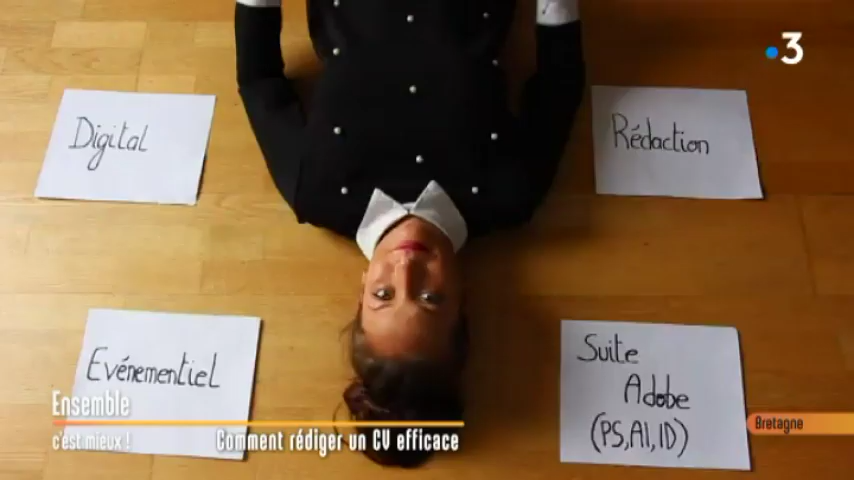 3
Digital
Rédaction
Evénementiel
Suite
Adobe
(PS,AI,ID)
Ensemble
c'est mieux !
Comment rédiger un CV efficace
Bretagne